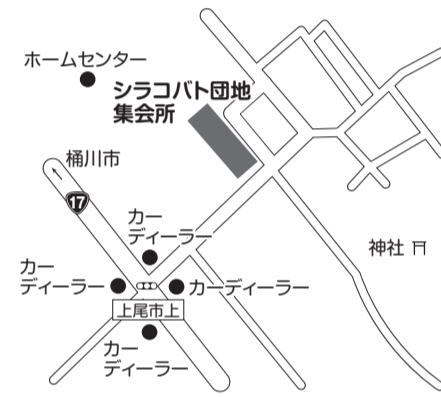 ホームセンター
シラコバト団地
集会所
桶川市
17
カー
ディーラー
神社
カー
ディーラー
カーディーラー
上尾市上
カー
ディーラー